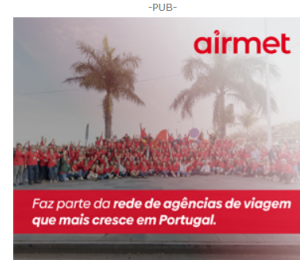 -PUB-
airmet
Faz parte da rede de agências de viagem
que mais cresce em Portugal.